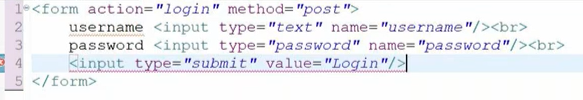 1 <form action="login" method="post">
2 username <input type="text" name="username"/><br>
3 password <input type="password" name="password"/><br>
4 <input type="submit" value="Login"/>
5 </form>